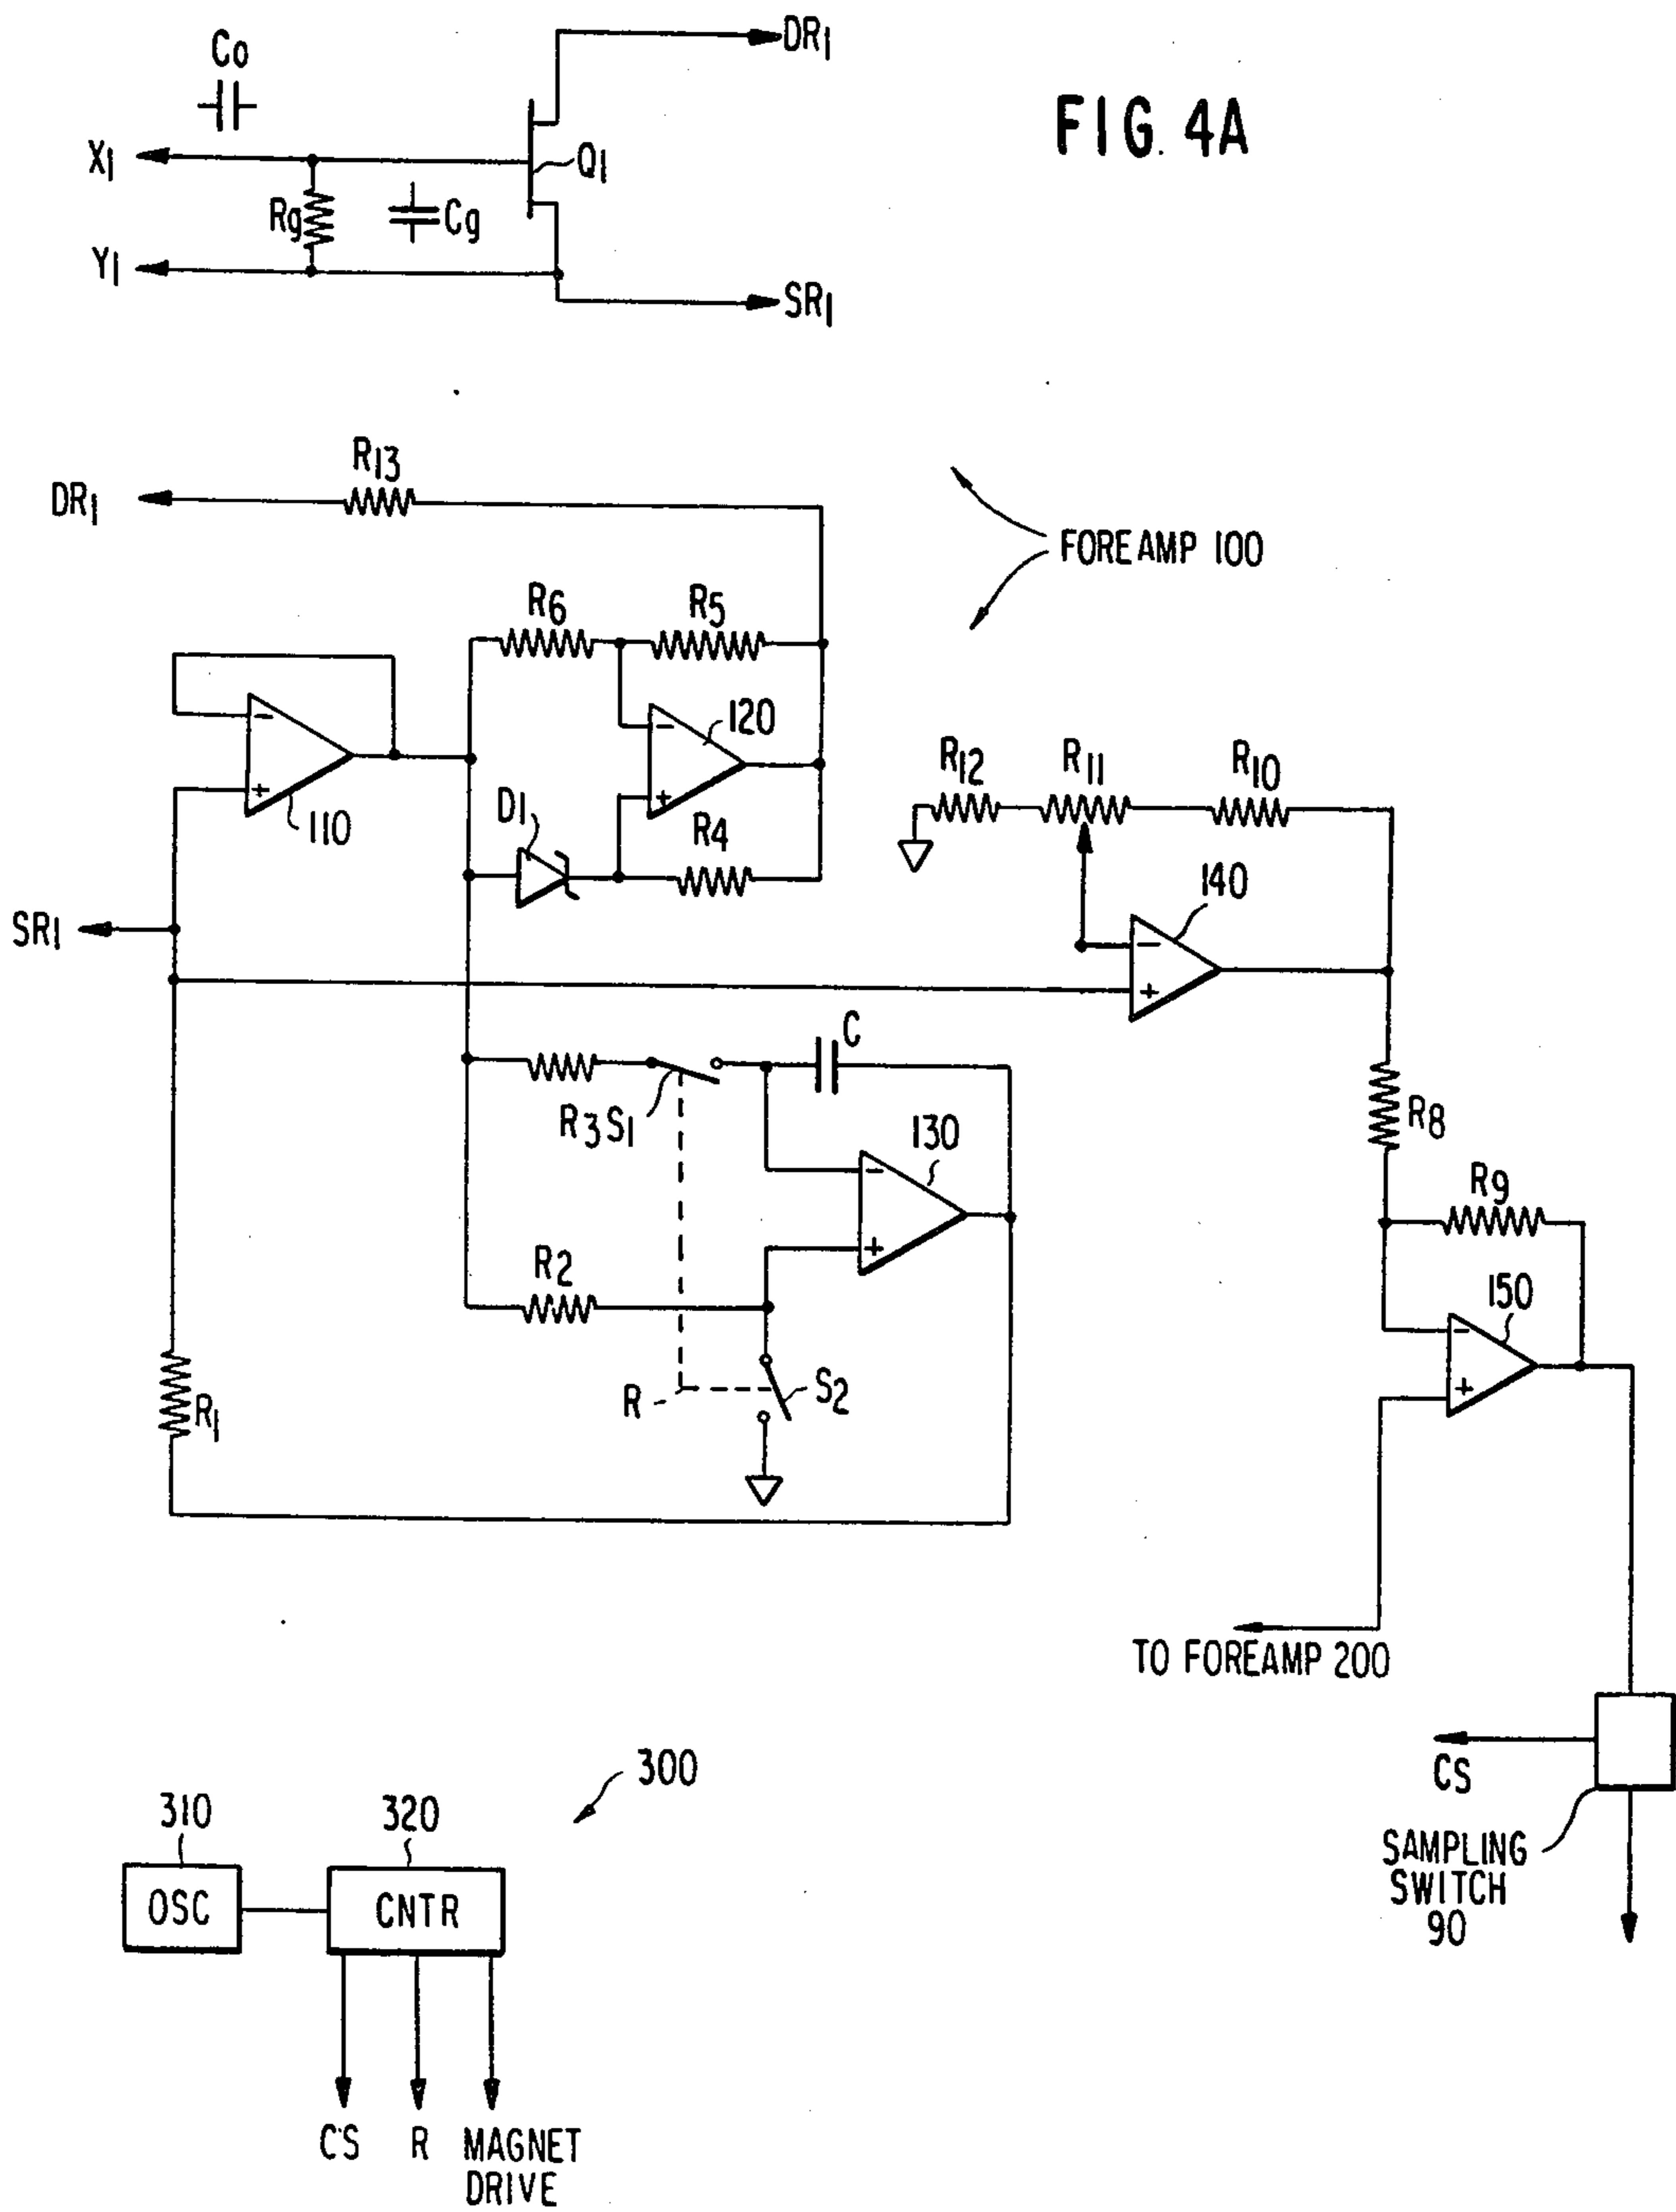 FIG. 4A
Co
DR1
X1
Q1
Rg
Cg
Y1
SR1
R13
DR1
FOREAMP 100
R6
R5
-
120
-
+
110
D1
+
R4
R12
R11
R10
140
SR1
-
+
C
R3 S1
130
-
+
R8
R9
R2
150
-
+
R
S2
R1
TO FOREAMP 200
CS
300
310
320
OSC
CNTR
SAMPLING
SWITCH
90
CS
R
MAGNET
DRIVE